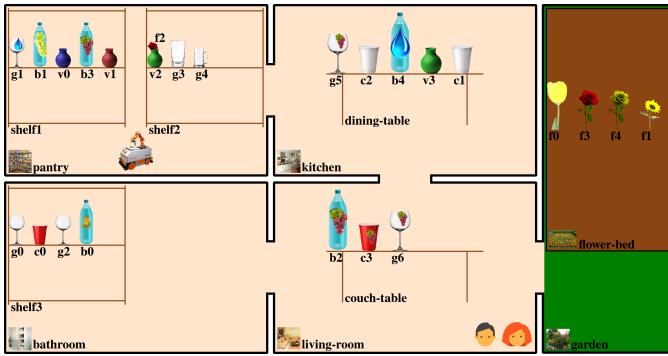 f2
g1 b1 v0 b3 v1
v2 g3 g4
g5 c2 b4 v3 c1
f0 f3 f4 f1
dining-table
shelf1
shelf2
pantry
kitchen
g0 c0 g2 b0
b2 c3 g6
flower-bed
shelf3
couch-table
bathroom
living-room
garden